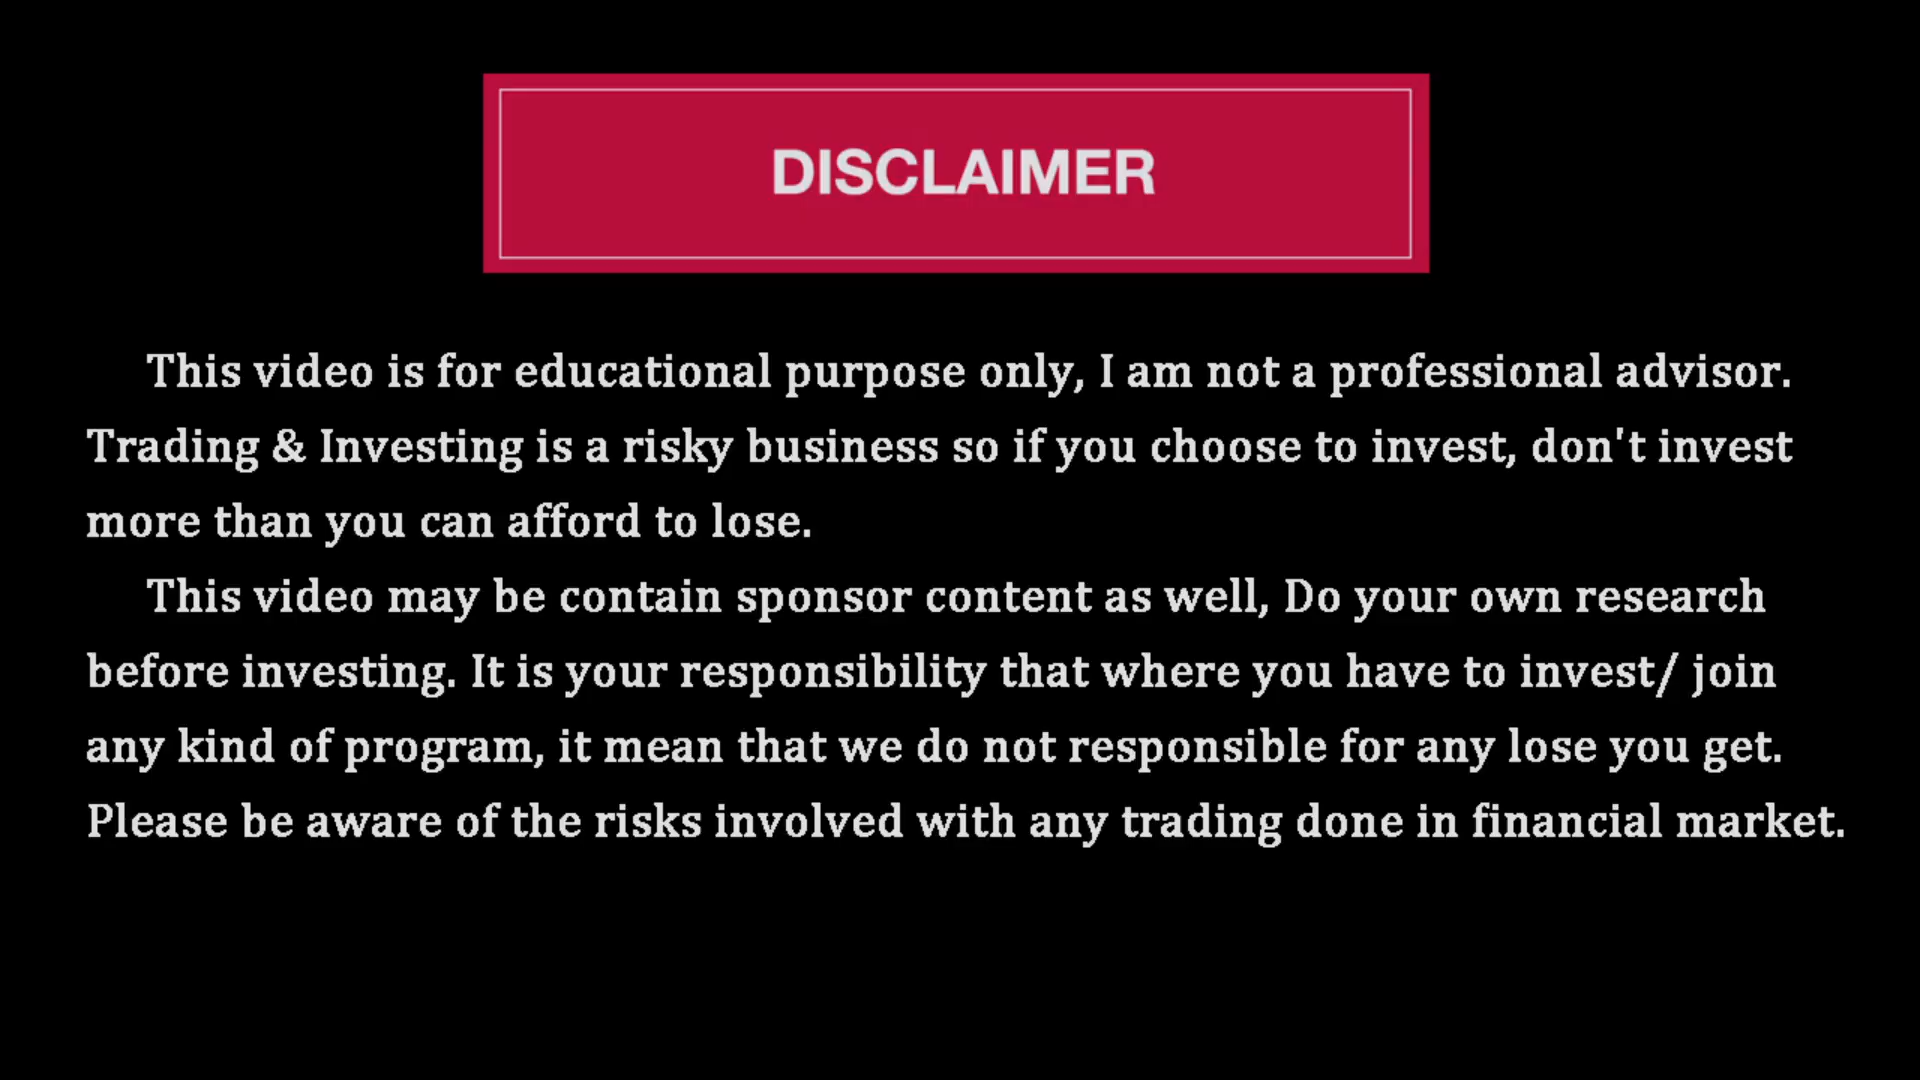 DISCLAIMER
This video is for educational purpose only, I am not a professional advisor.
Trading & Investing is a risky business so if you choose to invest, don't invest
more than you can afford to lose.
This video may be contain sponsor content as well, Do your own research
before investing. It is your responsibility that where you have to invest/ join
any kind of program, it mean that we do not responsible for any lose you get.
Please be aware of the risks involved with any trading done in financial market.